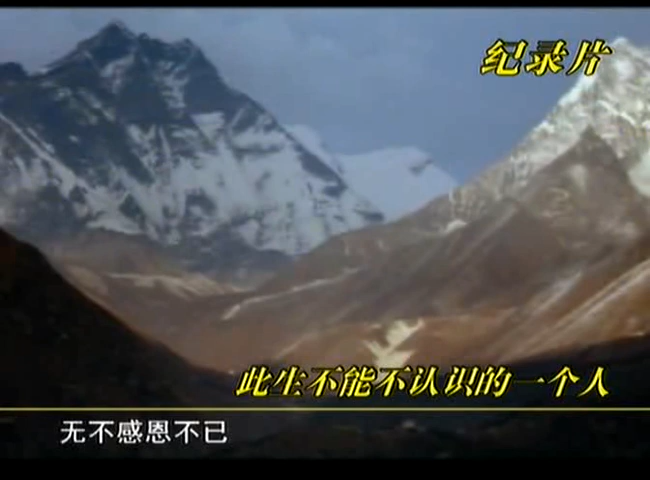 纪录片
此生不能不认识的一个人
无不感恩不已